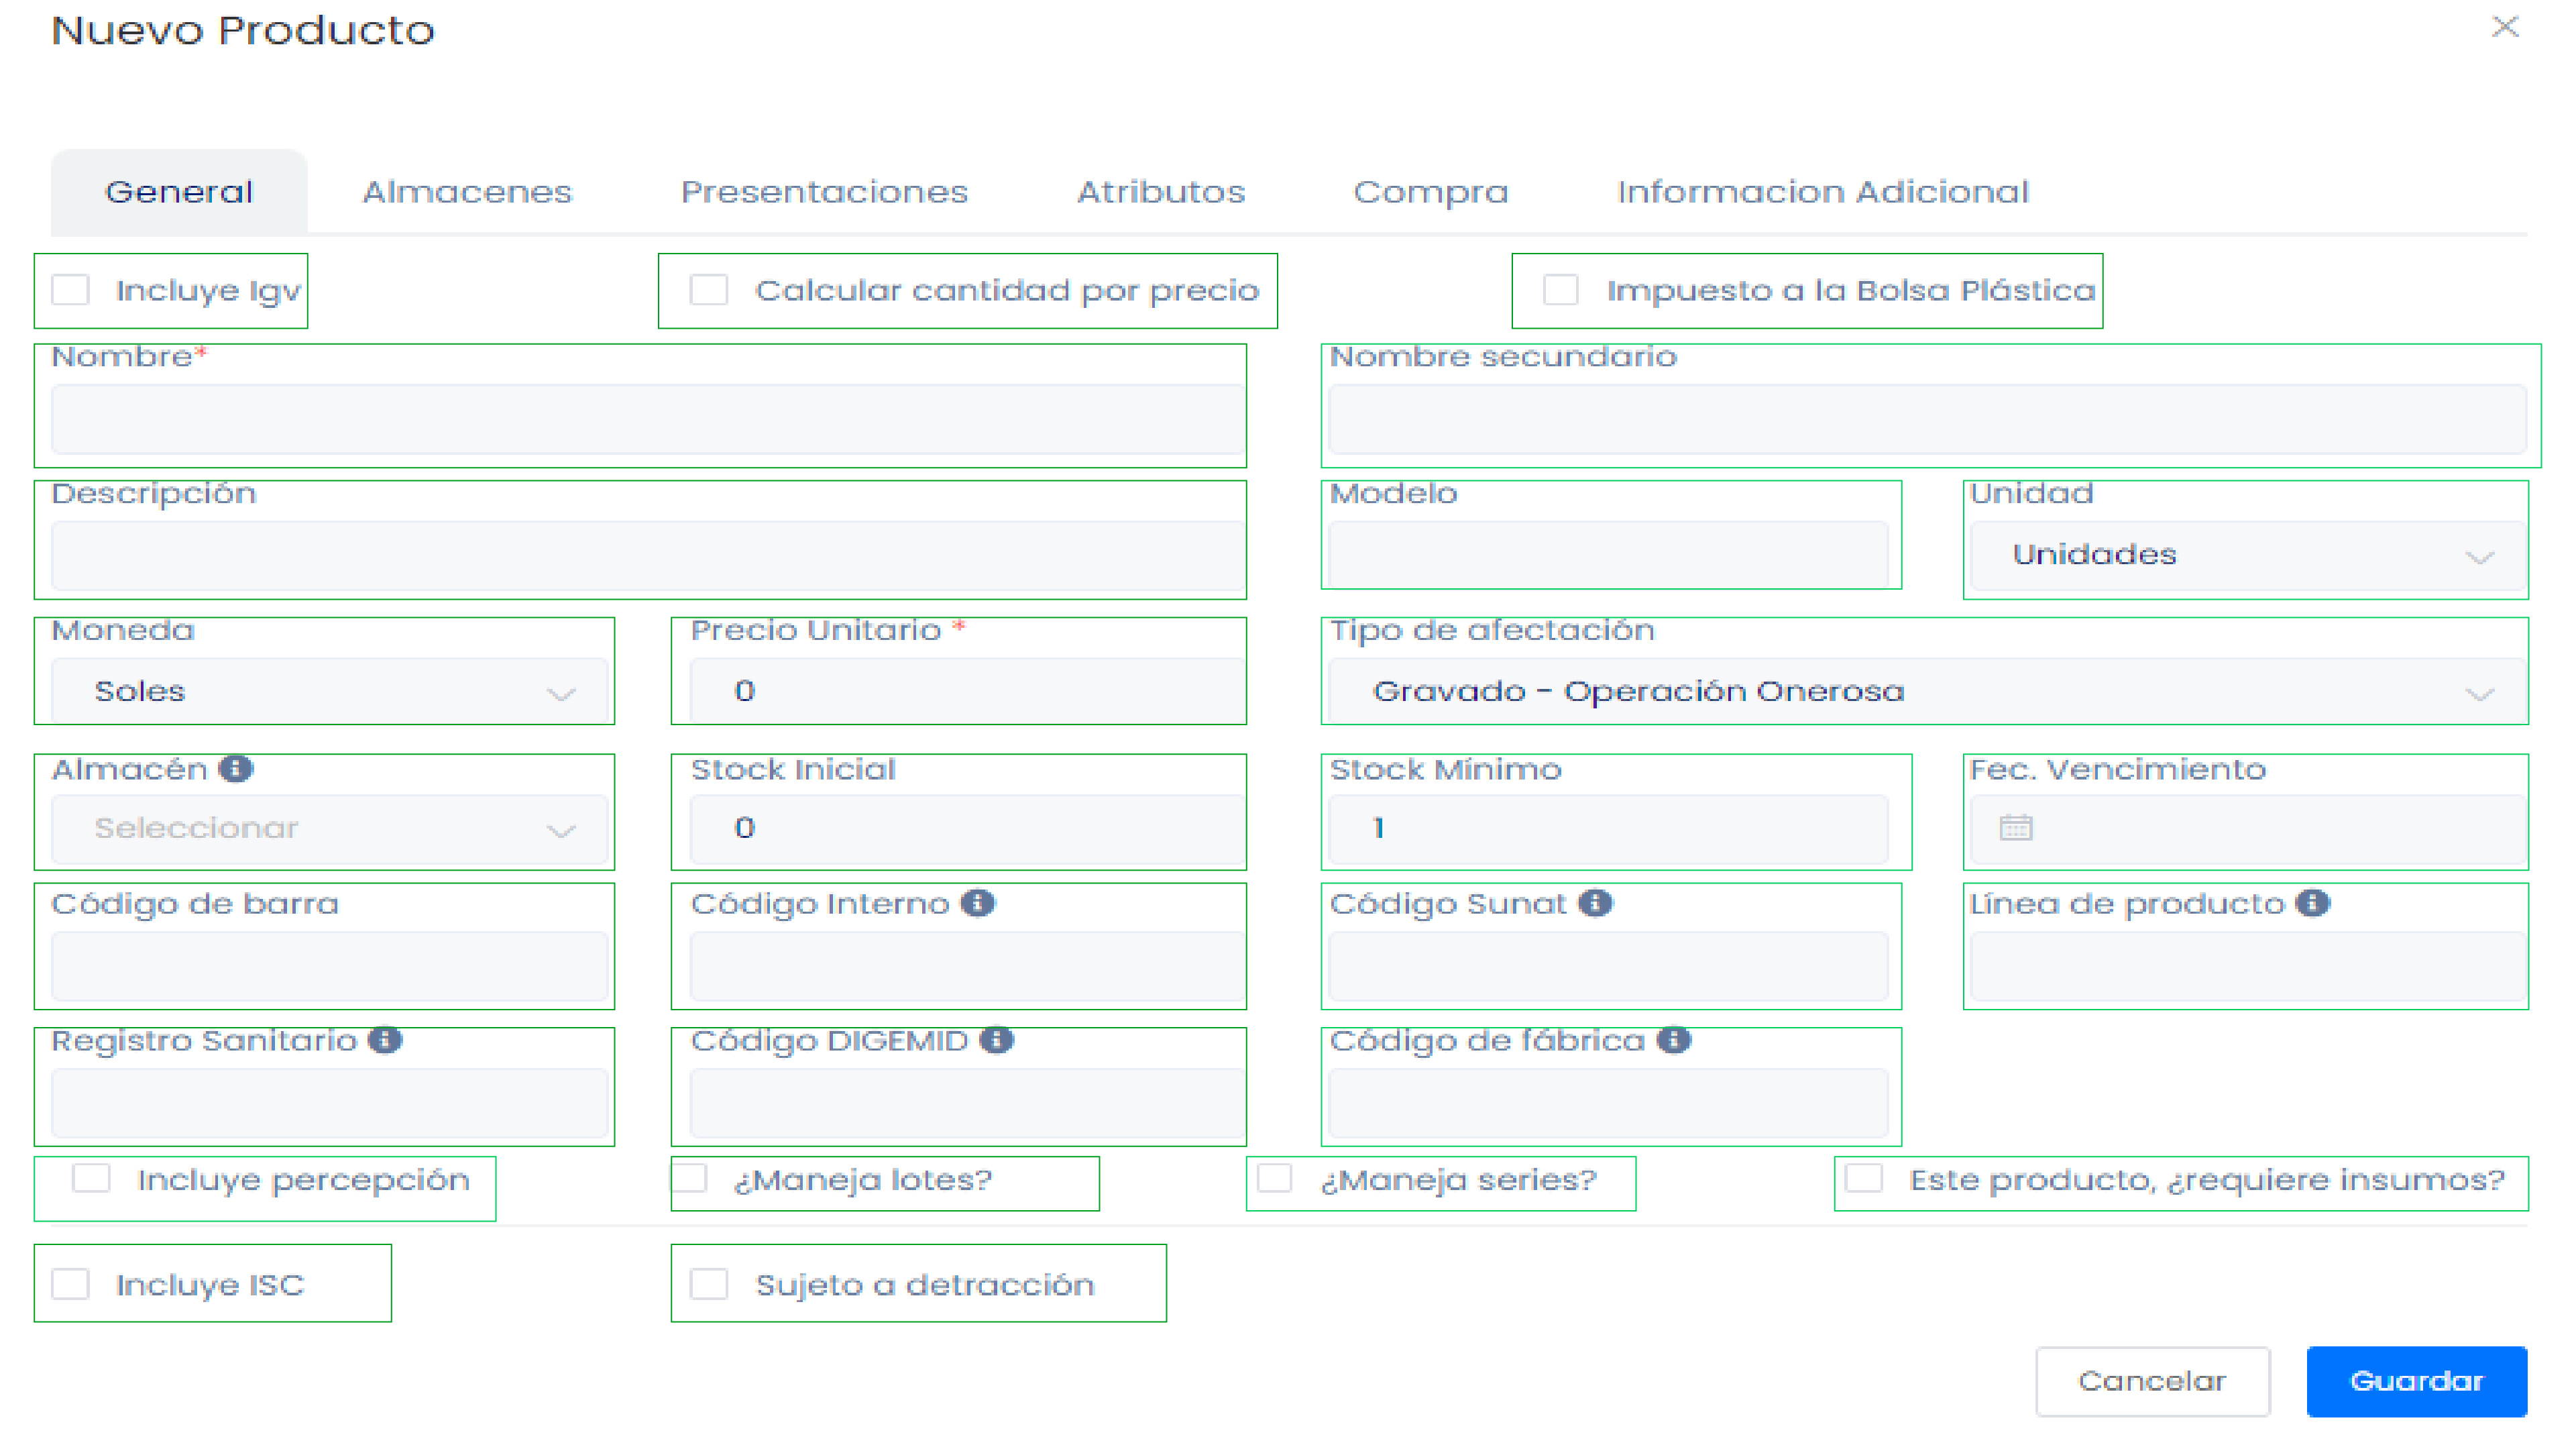 Nuevo Producto
General Almacenes Presentaciones Atributos Compra Informacion Adicional
Incluye Igv Calcular cantidad por precio Impuesto a la Bolsa Plástica
Nombre* Nombre secundario
Descripción Modelo Unidad
Unidades
Moneda Precio Unitario * Tipo de afectación
Soles 0 Gravado - Operación Onerosa
Almacén Stock Inicial Stock Mínimo Fec. Vencimiento
Seleccionar 0 1
Código de barra Código Interno Código Sunat Línea de producto
Registro Sanitario Código DIGEMID Código de fábrica
Incluye percepción ¿Maneja lotes? ¿Maneja series? Este producto, ¿requiere insumos?
Incluye ISC Sujeto a detracción
Cancelar Guardar